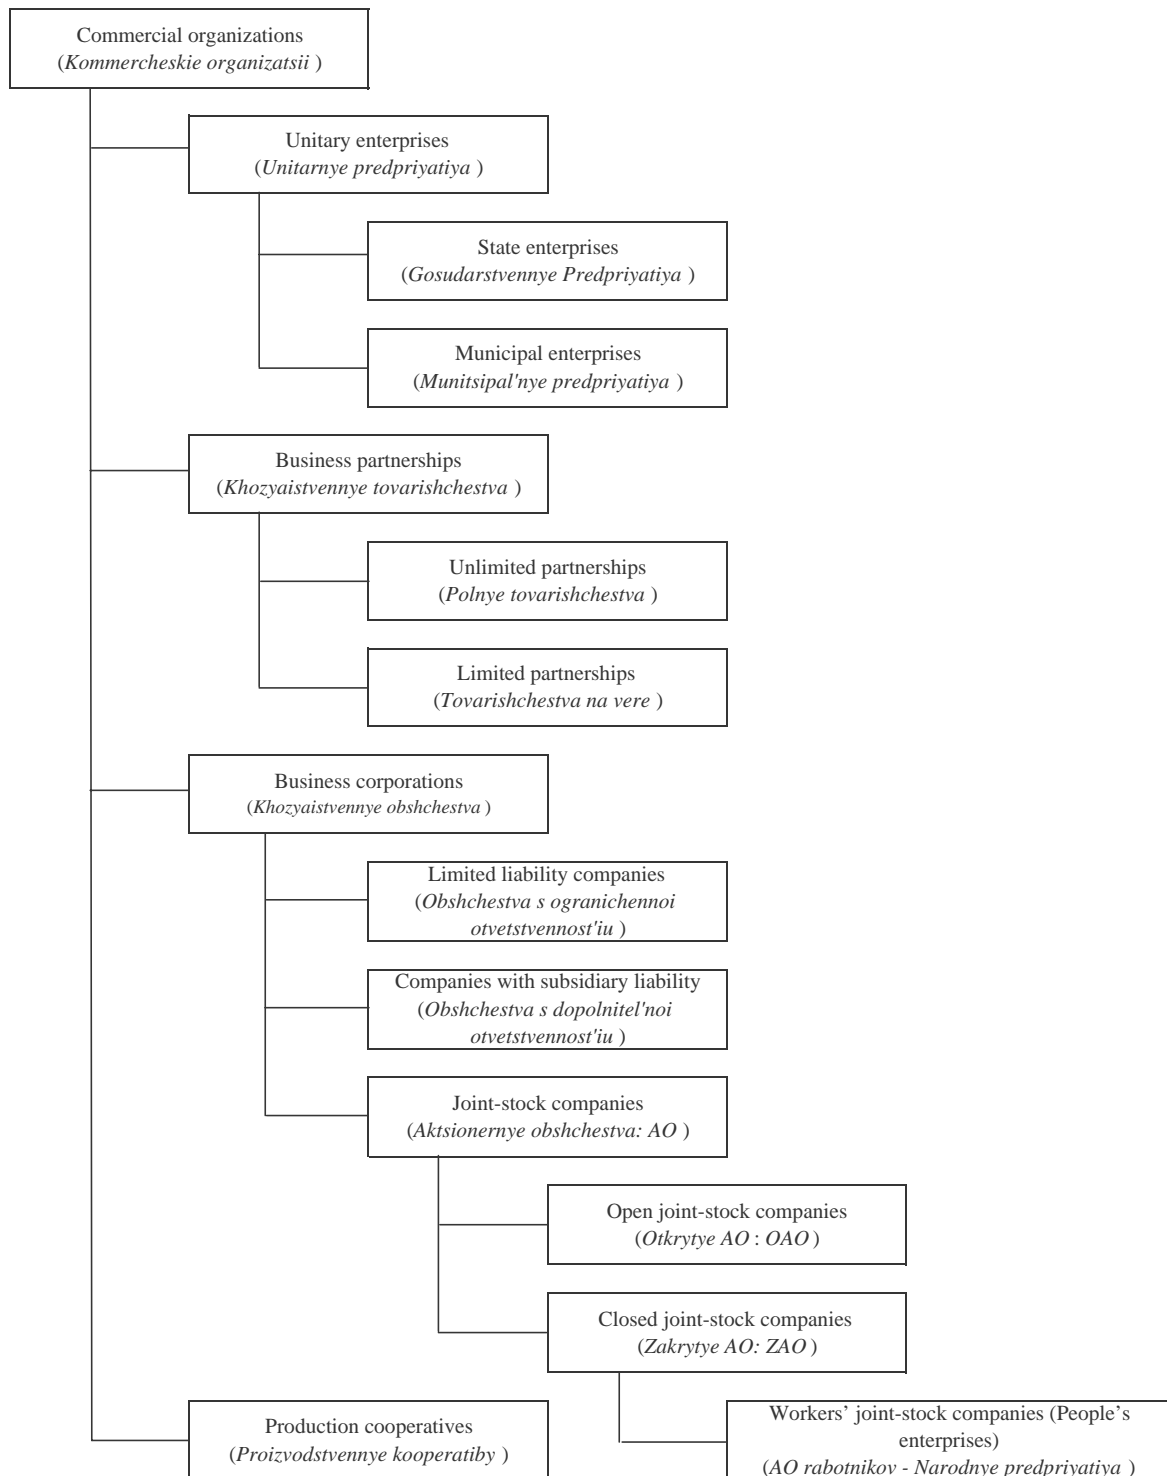 Commercial organizations
(Kommercheskie organizatsii )
Unitary enterprises
(Unitarnye predpriyatiya )
State enterprises
(Gosudarstvennye Predpriyatiya )
Municipal enterprises
(Munitsipal'nye predpriyatiya )
Business partnerships
(Khozyaistvennye tovarishchestva )
Unlimited partnerships
(Polnye tovarishchestva )
Limited partnerships
(Tovarishchestva na vere )
Business corporations
(Khozyaistvennye obshchestva )
Limited liability companies
(Obshchestva s ogranichennoi
otvetstvennost'iu )
Companies with subsidiary liability
(Obshchestva s dopolnitel'noi
otvetstvennost'iu )
Joint-stock companies
(Aktsionernye obshchestva: AO )
Open joint-stock companies
(Otkrytye AO : OAO )
Closed joint-stock companies
(Zakrytye AO: ZAO )
Production cooperatives
(Proizvodstvennye kooperatiby )
Workers’ joint-stock companies (People’s
enterprises)
(AO rabotnikov - Narodnye predpriyatiya )